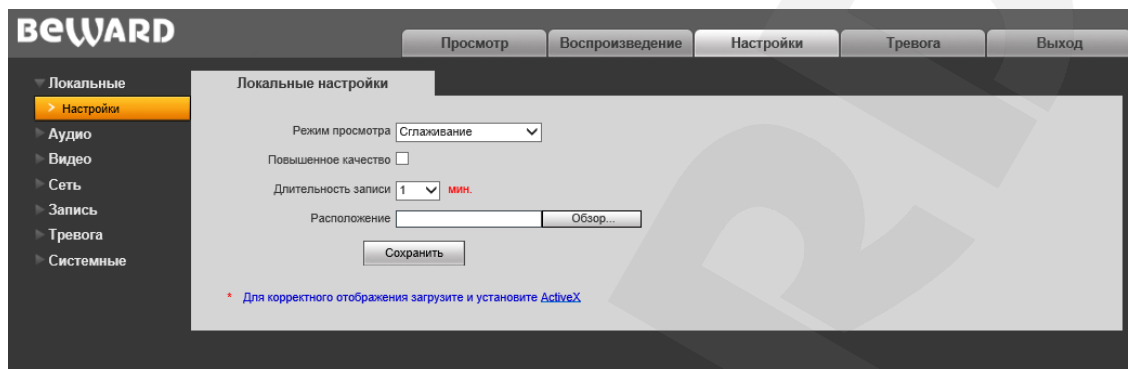 BEWARD
Просмотр Воспроизведение Настройки Тревога Выход
Локальные
> Настройки
Аудио
Видео
Сеть
Запись
Тревога
Системные
Локальные настройки
Режим просмотра Сглаживание
Повышенное качество
Длительность записи 1 мин.
Расположение Обзор...
Сохранить
* Для корректного отображения загрузите и установите ActiveX